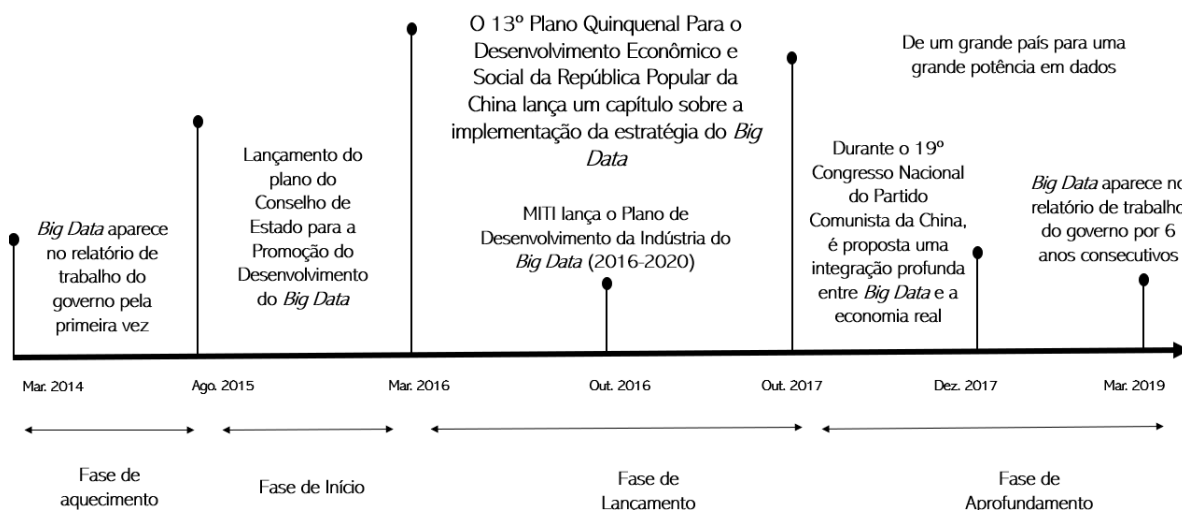 Big Data aparece
no relatório de
trabalho do
governo pela
primeira vez
Lançamento do
plano do
Conselho de
Estado para a
Promoção do
Desenvolvimento
do Big Data
O 13º Plano Quinquenal Para o
Desenvolvimento Econômico e
Social da República Popular da
China lança um capítulo sobre a
implementação da estratégia do Big
Data
MITI lança o Plano de
Desenvolvimento da Indústria do
Big Data (2016-2020)
Durante o 19º
Congresso Nacional
do Partido
Comunista da China,
é proposta uma
integração profunda
entre Big Data e a
economia real
De um grande país para uma
grande potência em dados
Big Data aparece no
relatório de trabalho
do governo por 6
anos consecutivos
Mar. 2014
Ago. 2015
Mar. 2016
Out. 2016
Out. 2017
Dez. 2017
Mar. 2019
Fase de
aquecimento
Fase de Início
Fase de
Lançamento
Fase de
Aprofundamento